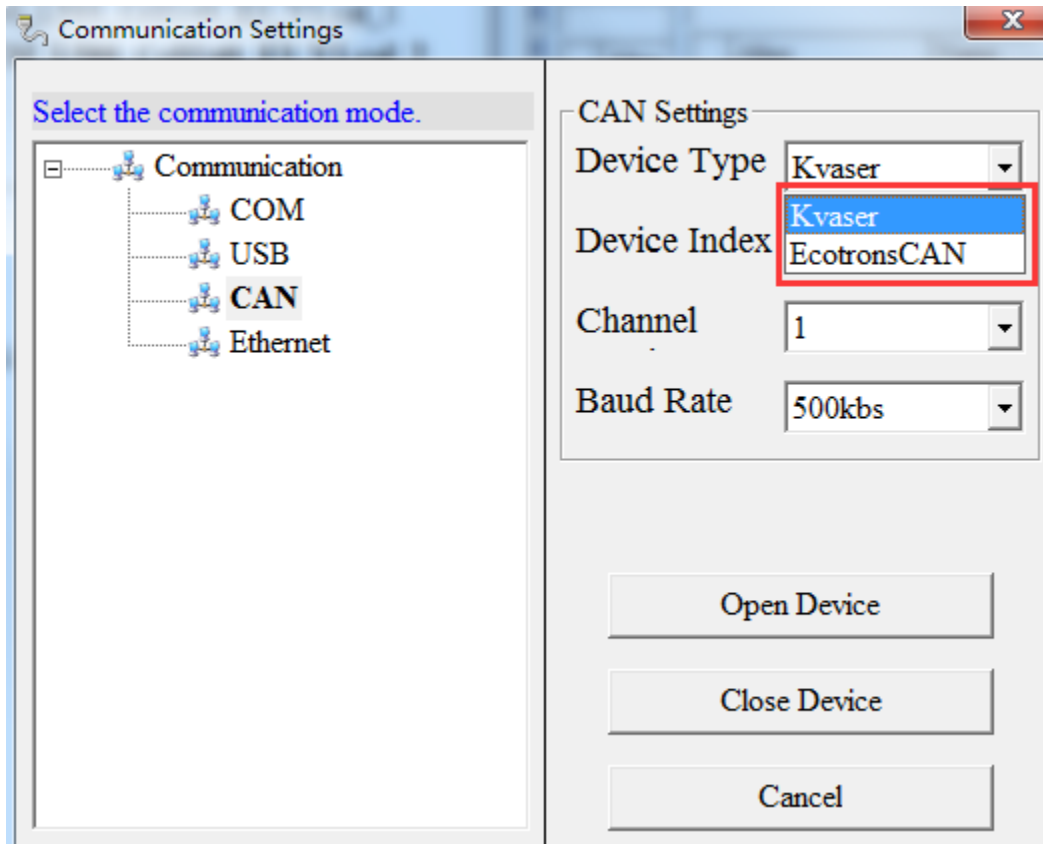 Communication Settings
Select the communication mode.
Communication
COM
USB
CAN
Ethernet
CAN Settings
Device Type
Kvaser
Kvaser
EcotronsCAN
Device Index
Channel
1
Baud Rate
500kbs
Open Device
Close Device
Cancel